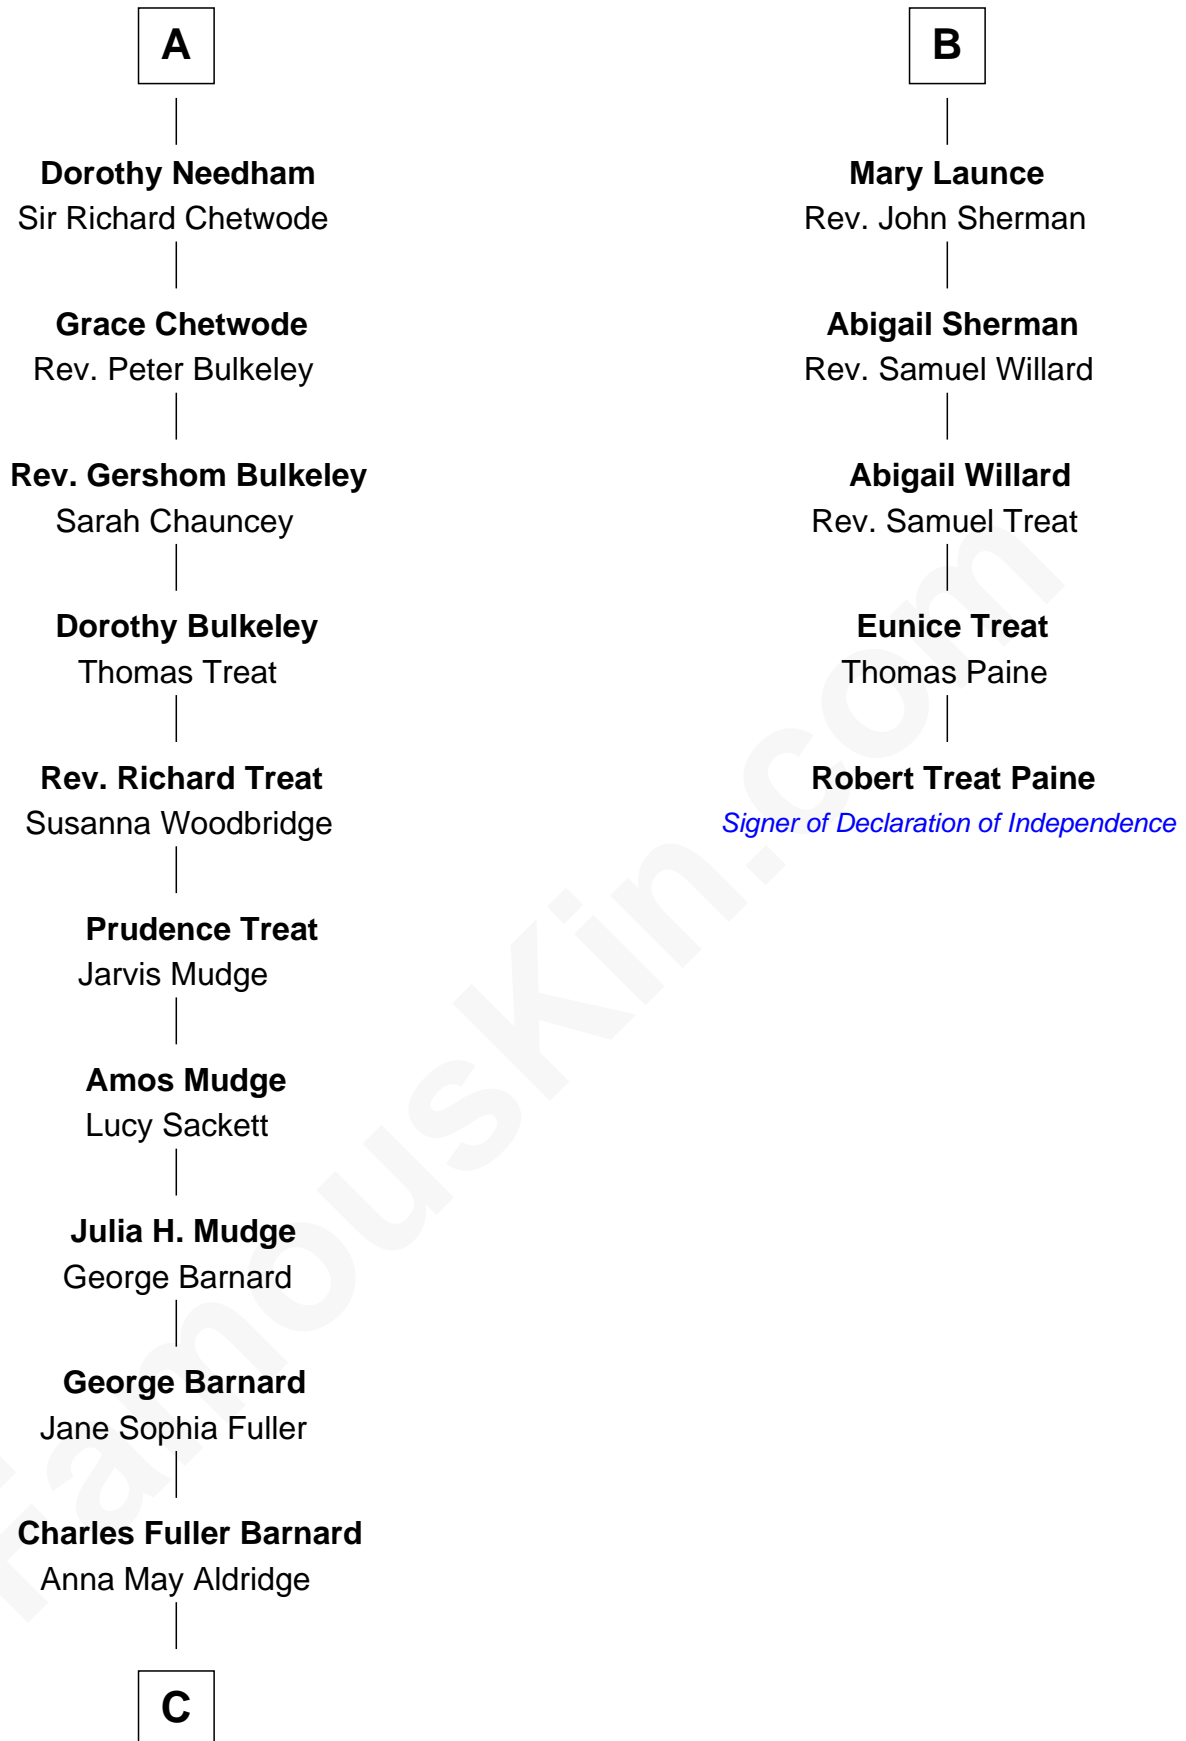 A
Dorothy Needham
Sir Richard Chetwode
Grace Chetwode
Rev. Peter Bulkeley
Rev. Gershom Bulkeley
Sarah Chauncey
Dorothy Bulkeley
Thomas Treat
Rev. Richard Treat
Susanna Woodbridge
Prudence Treat
Jarvis Mudge
Amos Mudge
Lucy Sackett
Julia H. Mudge
George Barnard
George Barnard
Jane Sophia Fuller
Charles Fuller Barnard
Anna May Aldridge
C
B
Mary Launce
Rev. John Sherman
Abigail Sherman
Rev. Samuel Willard
Abigail Willard
Rev. Samuel Treat
Eunice Treat
Thomas Paine
Robert Treat Paine
Signer of Declaration of Independence
FamousKin.com